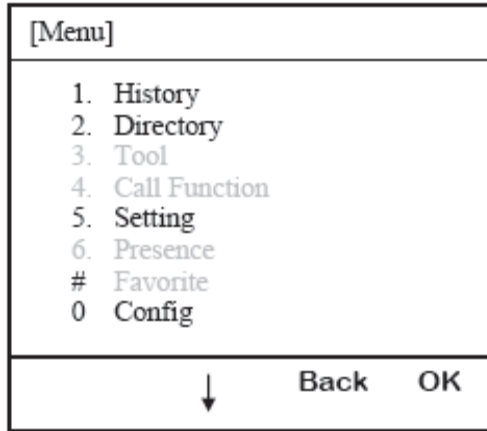 [Menu]
1. History
2. Directory
3. Tool
4. Call Function
5. Setting
6. Presence
# Favorite
0 Config
↓ Back OK